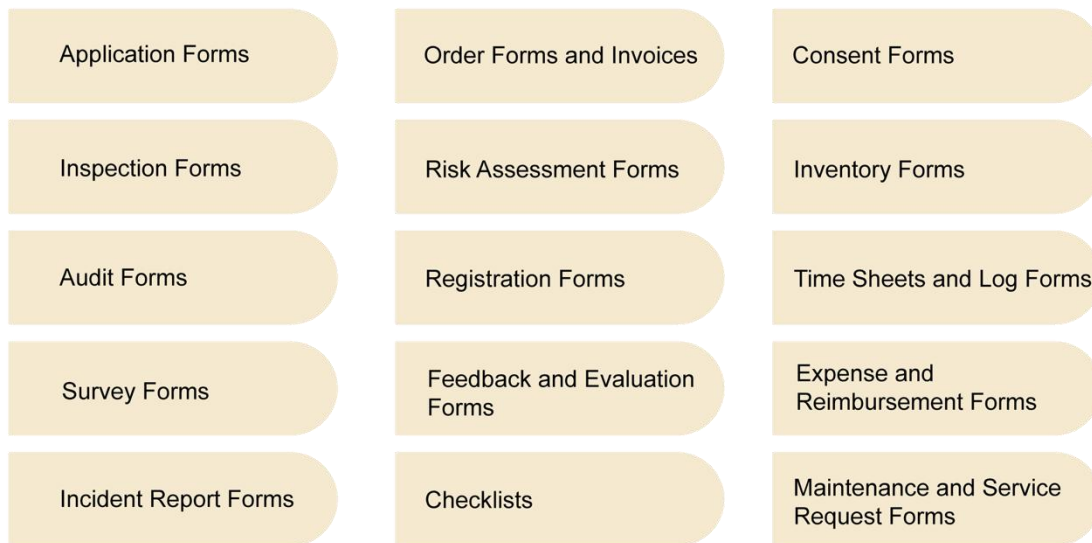 Application Forms
Order Forms and Invoices
Consent Forms
Inspection Forms
Risk Assessment Forms
Inventory Forms
Audit Forms
Registration Forms
Time Sheets and Log Forms
Survey Forms
Feedback and Evaluation
Forms
Expense and
Reimbursement Forms
Incident Report Forms
Checklists
Maintenance and Service
Request Forms